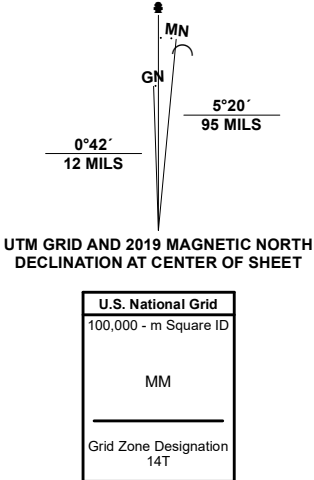 MN
GN
5°20´
95 MILS
0°42´
12 MILS
UTM GRID AND 2019 MAGNETIC NORTH
DECLINATION AT CENTER OF SHEET
U.S. National Grid
100,000 - m Square ID
MM
Grid Zone Designation
14T